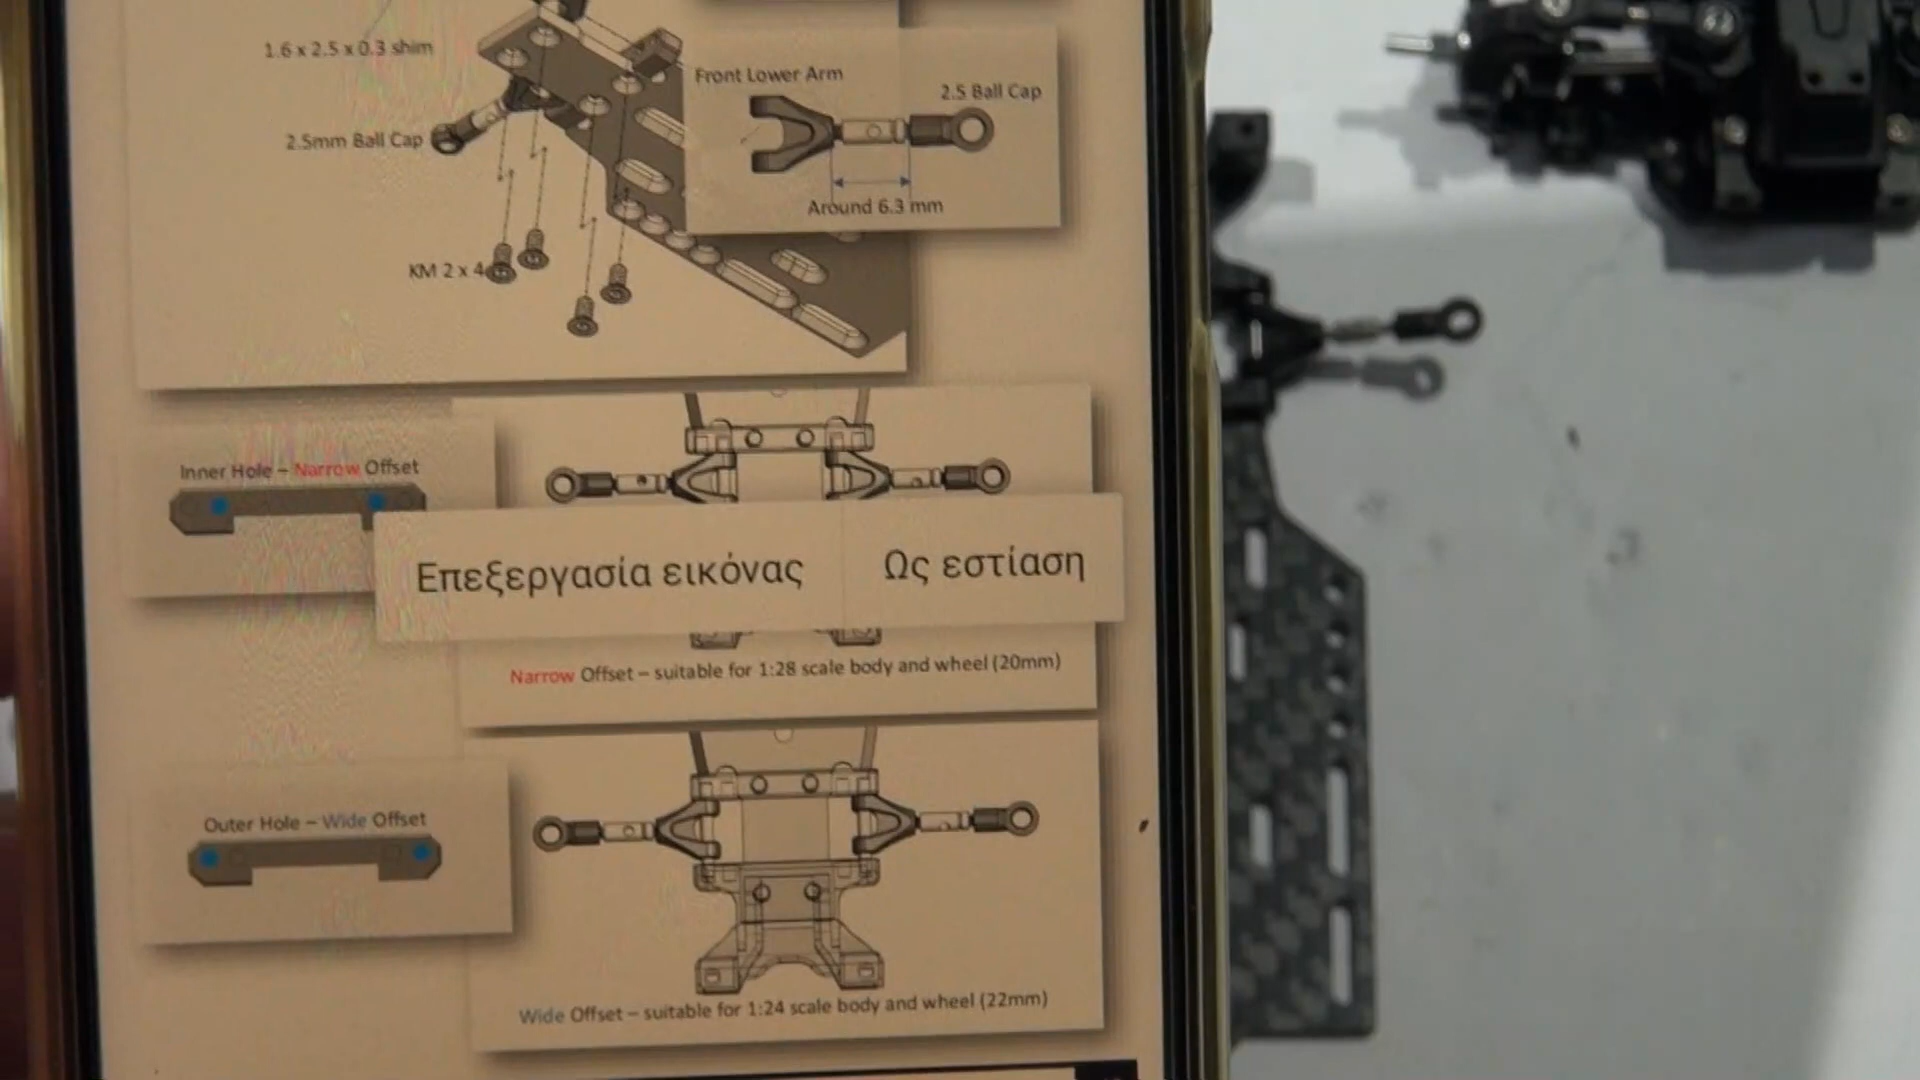 1.6 x 2.5 x 0.3 shim
Front Lower Arm
2.5 Ball Cap
2.5mm Ball Cap
Around 6.3 mm
KM 2 x 4
Inner Hole – Narrow Offset
Επεξεργασία εικόνας
Ως εστίαση
Narrow Offset – suitable for 1:28 scale body and wheel (20mm)
Outer Hole – Wide Offset
Wide Offset – suitable for 1:24 scale body and wheel (22mm)